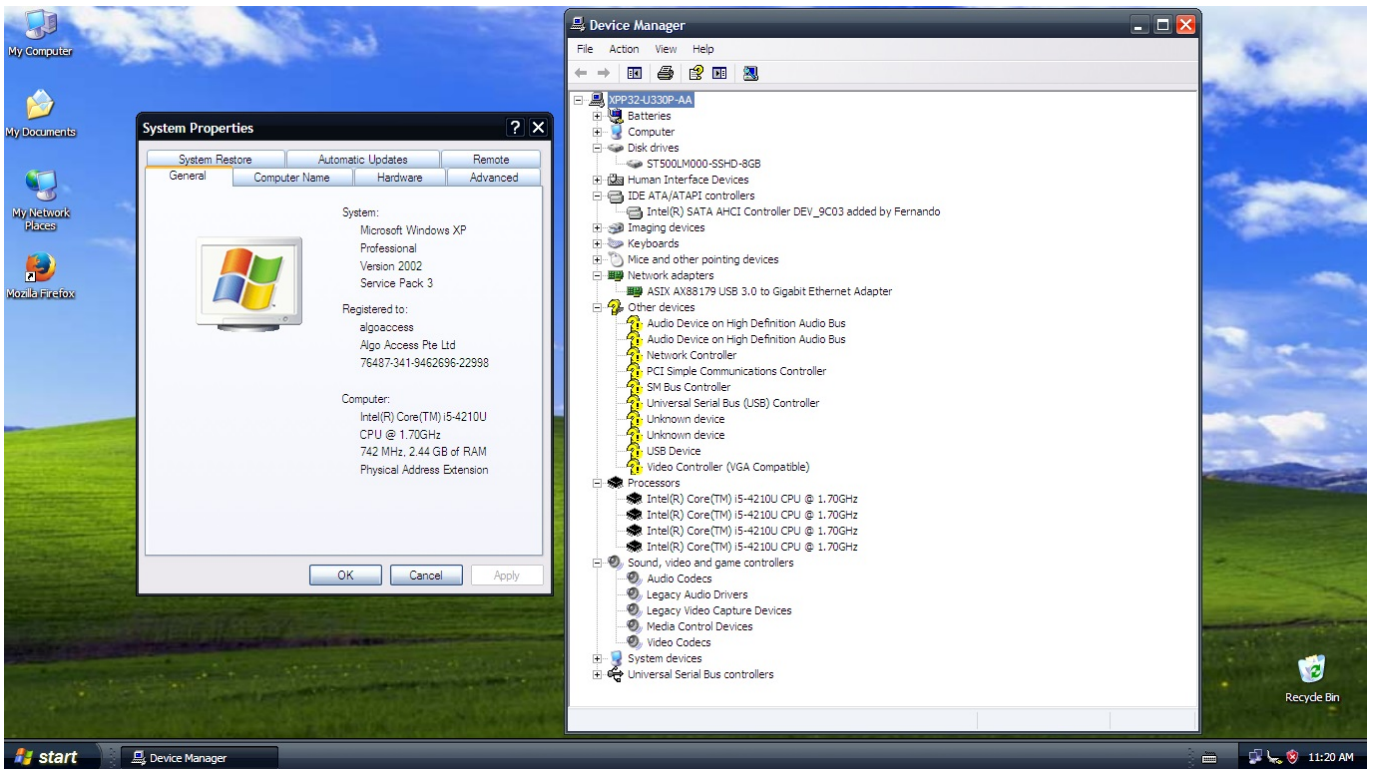 My Computer
My Documents
My Network
Places
Mozilla Firefox
System Properties
System Restore
Automatic Updates
Remote
General
Computer Name
Hardware
Advanced
System:
Microsoft Windows XP
Professional
Version 2002
Service Pack 3
Registered to:
algoaccess
Algo Access Pte Ltd
76487-341-9462696-22998
Computer:
Intel(R) Core(TM) i5-4210U
CPU @ 1.70GHz
742 MHz, 2.44 GB of RAM
Physical Address Extension
OK
Cancel
Apply
Device Manager
File Action View Help
XPP32-U330P-AA
Batteries
Computer
Disk drives
ST500LM000-SSHD-8GB
Human Interface Devices
IDE ATA/ATAPI controllers
Intel(R) SATA AHCI Controller DEV_9C03 added by Fernando
Imaging devices
Keyboards
Mice and other pointing devices
Network adapters
ASIX AX88179 USB 3.0 to Gigabit Ethernet Adapter
Other devices
Audio Device on High Definition Audio Bus
Audio Device on High Definition Audio Bus
Network Controller
PCI Simple Communications Controller
SM Bus Controller
Universal Serial Bus (USB) Controller
Unknown device
Unknown device
USB Device
Video Controller (VGA Compatible)
Processors
Intel(R) Core(TM) i5-4210U CPU @ 1.70GHz
Intel(R) Core(TM) i5-4210U CPU @ 1.70GHz
Intel(R) Core(TM) i5-4210U CPU @ 1.70GHz
Intel(R) Core(TM) i5-4210U CPU @ 1.70GHz
Sound, video and game controllers
Audio Codecs
Legacy Audio Drivers
Legacy Video Capture Devices
Media Control Devices
Video Codecs
System devices
Universal Serial Bus controllers
Recycle Bin
start
Device Manager
11:20 AM